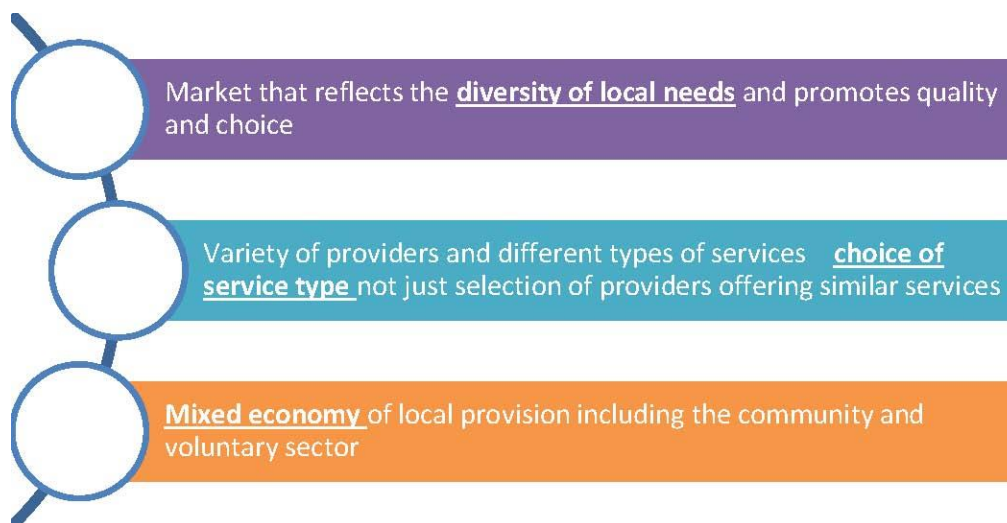 Market that reflects the diversity of local needs and promotes quality
and choice
Variety of providers and different types of services choice of
service type not just selection of providers offering similar services
Mixed economy of local provision including the community and
voluntary sector